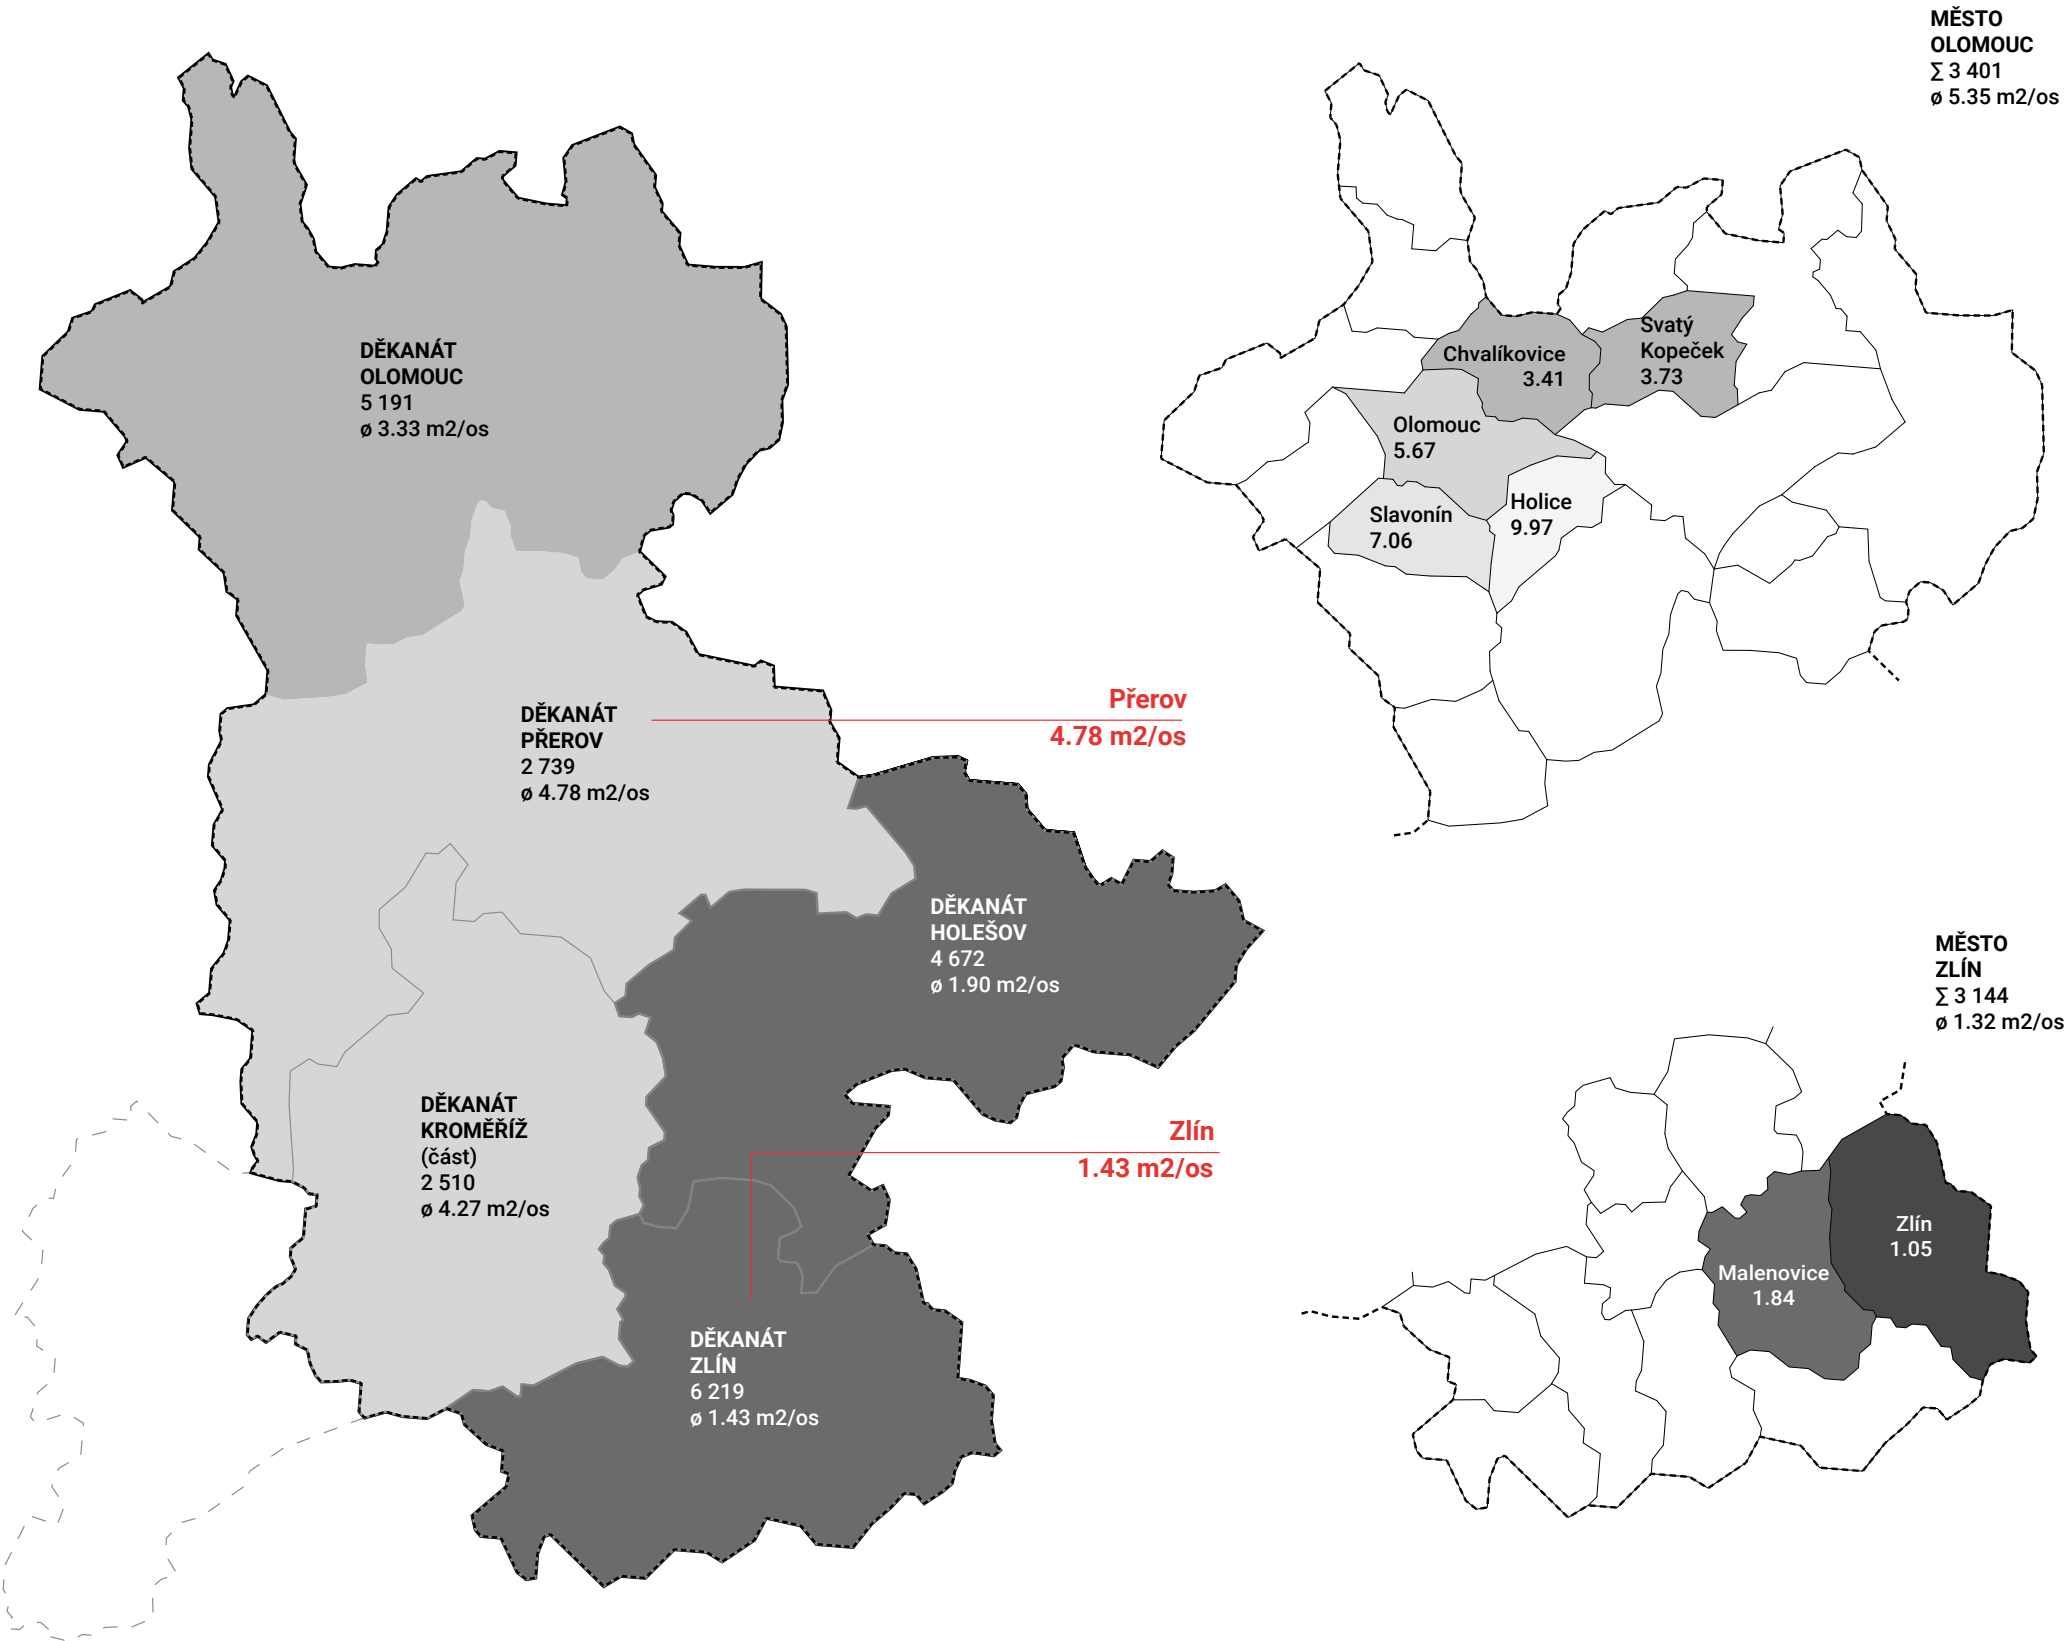 MĚSTO
OLOMOUC
∑ 3 401
ø 5.35 m2/os
Svatý
Kopeček
3.73
Chvalíkovice
3.41
Olomouc
5.67
Holice
9.97
Slavonín
7.06
DĚKANÁT
OLOMOUC
5 191
ø 3.33 m2/os
DĚKANÁT
PŘEROV
2 739
ø 4.78 m2/os
Přerov
4.78 m2/os
DĚKANÁT
HOLEŠOV
4 672
ø 1.90 m2/os
DĚKANÁT
KROMĚŘÍŽ
(část)
2 510
ø 4.27 m2/os
Zlín
1.43 m2/os
DĚKANÁT
ZLÍN
6 219
ø 1.43 m2/os
MĚSTO
ZLÍN
∑ 3 144
ø 1.32 m2/os
Zlín
1.05
Malenovice
1.84